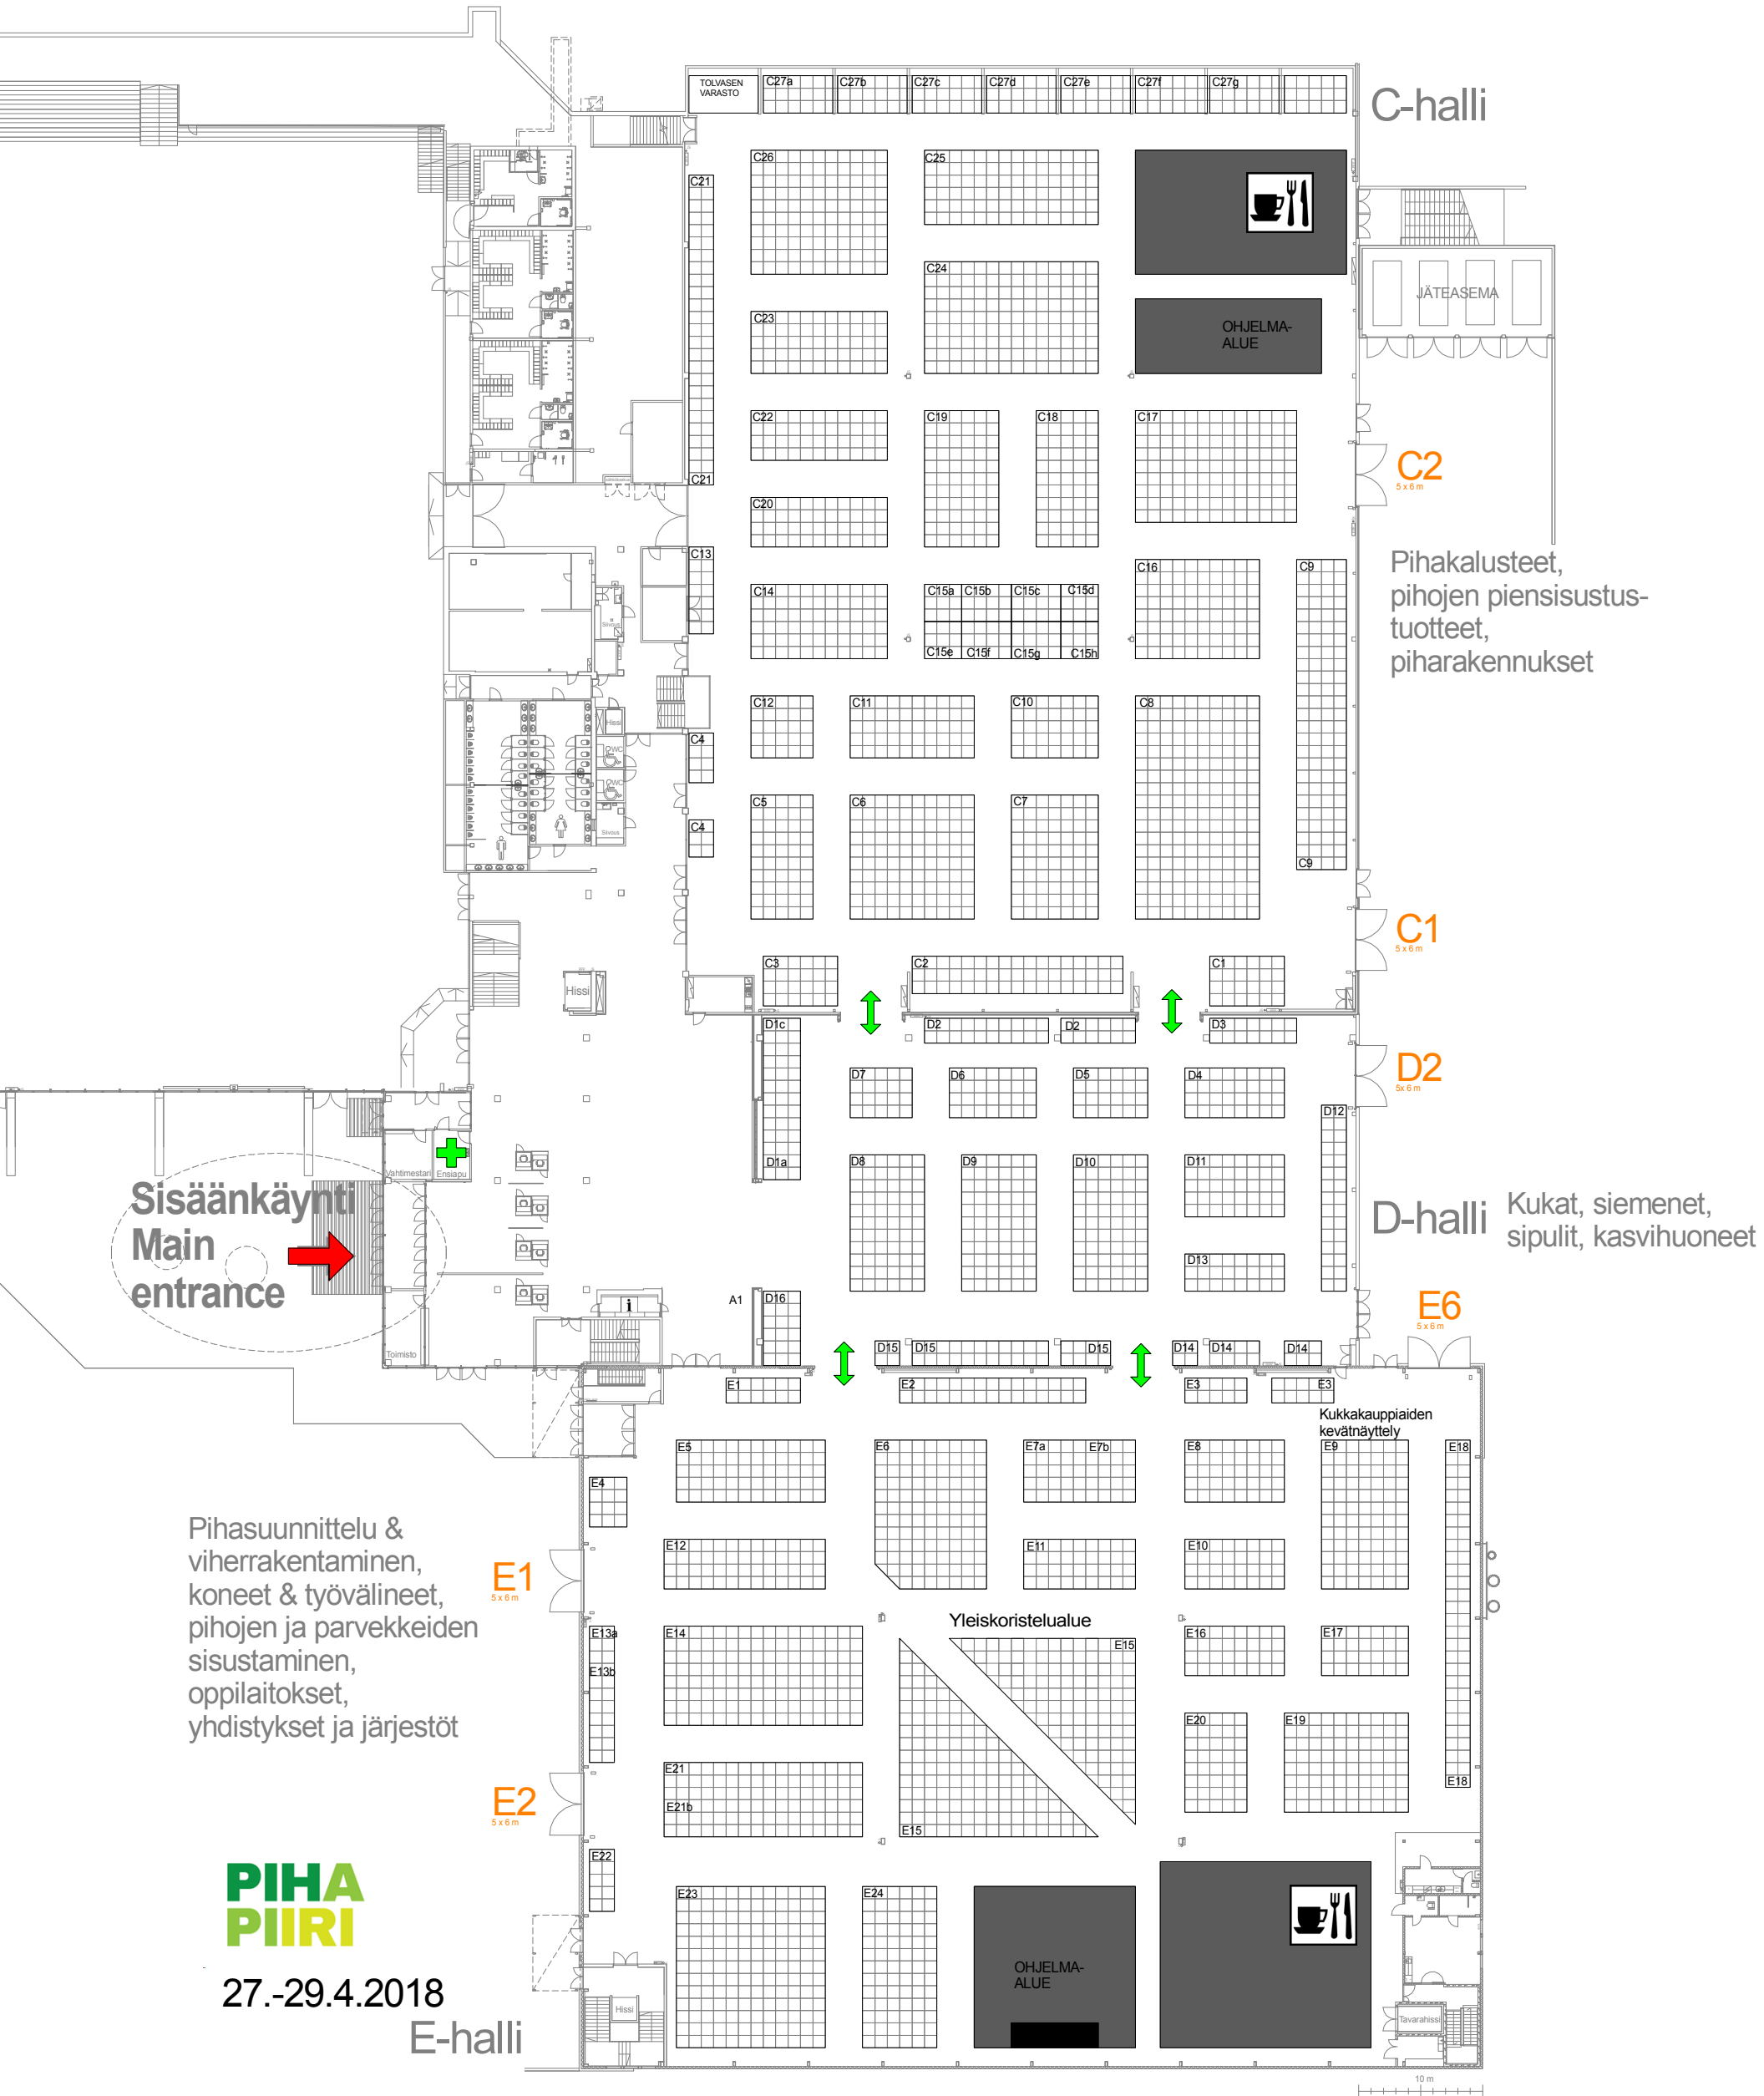 TOLVASEN
VARASTO
C27a
C27b
C27c
C27d
C27e
C27f
C27g
C-halli
C26
C25
C21
C24
JÄTEASEMA
C23
OHJELMA-
ALUE
C22
C19
C18
C17
C21
C2
5 x 6 m
C20
C13
C16
C9
Pihakalusteet,
pihojen piensisustus-
tuotteet,
piharakennukset
C14
C15a
C15b
C15c
C15d
Siivous
C15e
C15f
C15g
C15h
C12
C11
C10
C8
Hissi
C4
WC
WC
C5
C6
C7
C4
Siivous
C9
C1
5 x 6 m
C3
C2
C1
Hissi
D1c
D2
D2
D3
D2
5x 6 m
D7
D6
D5
D4
D12
D1a
D8
D9
D10
D11
Vahtimestari
Ensiapu
Sisäänkäynti
Main
entrance
D-halli
Kukat, siemenet,
sipulit, kasvihuoneet
D13
A1
D16
i
E6
5 x 6 m
Toimisto
D15
D15
D15
D14
D14
D14
E1
E2
E3
E3
Kukkakauppiaiden
kevätnäyttely
E5
E6
E7a
E7b
E8
E9
E18
E4
Pihasuunnittelu &
viherrakentaminen,
koneet & työvälineet,
pihojen ja parvekkeiden
sisustaminen,
oppilaitokset,
yhdistykset ja järjestöt
E12
E11
E10
E1
5 x 6 m
Yleiskoristelualue
E13a
E14
E15
E16
E17
E13b
E20
E19
E21
E18
E2
5 x 6 m
E21b
E15
E22
PIHA
PIIRI
E23
E24
OHJELMA-
ALUE
27.-29.4.2018
Hissi
Tavarahissi
E-halli
10 m